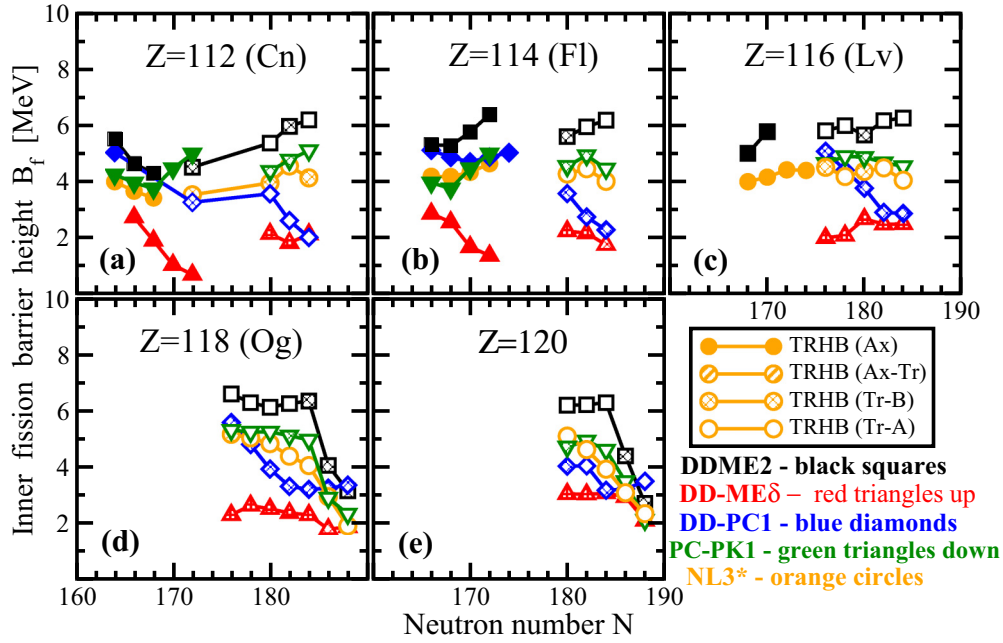 Inner fission barrier height B_f [MeV]
10
8
6
4
2
Z=112 (Cn)
(a)
Z=114 (Fl)
(b)
Z=116 (Lv)
(c)
170
180
190
10
8
6
4
2
Z=118 (Og)
(d)
160
170
180
Z=120
(e)
170
180
190
Neutron number N
TRHB (Ax)
TRHB (Ax-Tr)
TRHB (Tr-B)
TRHB (Tr-A)
DDME2 - black squares
DD-MEδ – red triangles up
DD-PC1 - blue diamonds
PC-PK1 - green triangles down
NL3* - orange circles